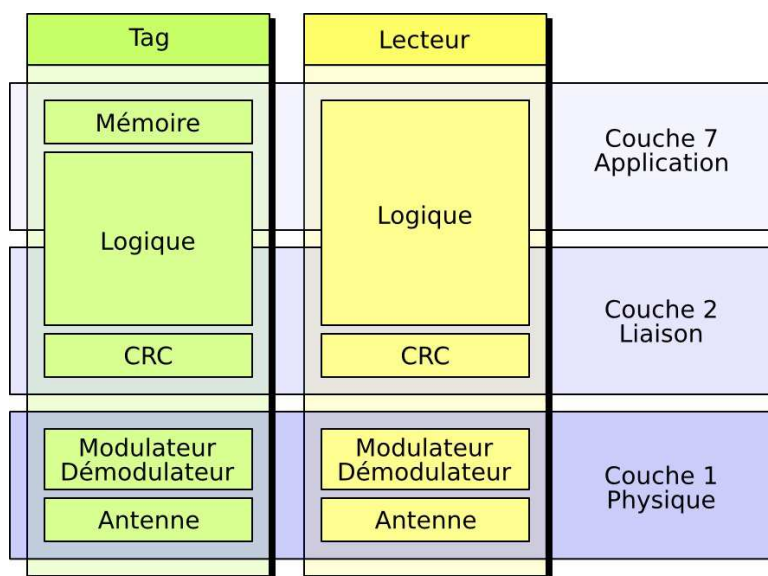 Tag
Lecteur
Mémoire
Logique
Logique
Couche 7
Application
CRC
CRC
Couche 2
Liaison
Modulateur
Démodulateur
Modulateur
Démodulateur
Antenne
Antenne
Couche 1
Physique